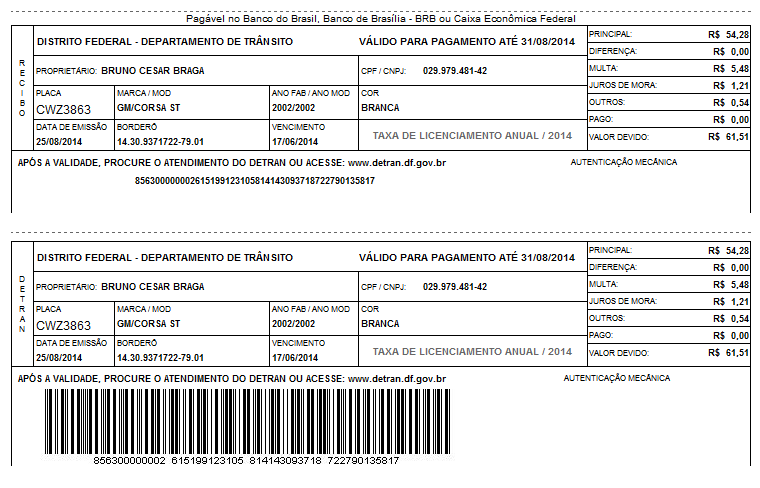 Pagável no Banco do Brasil, Banco de Brasília - BRB ou Caixa Econômica Federal
RECIBO
DISTRITO FEDERAL - DEPARTAMENTO DE TRÂNSITO VÁLIDO PARA PAGAMENTO ATÉ 31/08/2014
PRINCIPAL: R$ 54,28
DIFERENÇA: R$ 0,00
PROPRIETÁRIO: BRUNO CESAR BRAGA CPF / CNPJ: 029.979.481-42
MULTA: R$ 5,48
JUROS DE MORA: R$ 1,21
PLACA MARCA / MOD ANO FAB / ANO MOD COR
CWZ3863 GM/CORSA ST 2002/2002 BRANCA
OUTROS: R$ 0,54
PAGO: R$ 0,00
DATA DE EMISSÃO BORDERÔ VENCIMENTO
25/08/2014 14.30.9371722-79.01 17/06/2014
TAXA DE LICENCIAMENTO ANUAL / 2014
VALOR DEVIDO: R$ 61,51
APÓS A VALIDADE, PROCURE O ATENDIMENTO DO DETRAN OU ACESSE: www.detran.df.gov.br AUTENTICAÇÃO MECÂNICA
856300000002615199123105814143093718722790135817
DETRAN
DISTRITO FEDERAL - DEPARTAMENTO DE TRÂNSITO VÁLIDO PARA PAGAMENTO ATÉ 31/08/2014
PRINCIPAL: R$ 54,28
DIFERENÇA: R$ 0,00
PROPRIETÁRIO: BRUNO CESAR BRAGA CPF / CNPJ: 029.979.481-42
MULTA: R$ 5,48
JUROS DE MORA: R$ 1,21
PLACA MARCA / MOD ANO FAB / ANO MOD COR
CWZ3863 GM/CORSA ST 2002/2002 BRANCA
OUTROS: R$ 0,54
PAGO: R$ 0,00
DATA DE EMISSÃO BORDERÔ VENCIMENTO
25/08/2014 14.30.9371722-79.01 17/06/2014
TAXA DE LICENCIAMENTO ANUAL / 2014
VALOR DEVIDO: R$ 61,51
APÓS A VALIDADE, PROCURE O ATENDIMENTO DO DETRAN OU ACESSE: www.detran.df.gov.br AUTENTICAÇÃO MECÂNICA
856300000002 615199123105 814143093718 722790135817